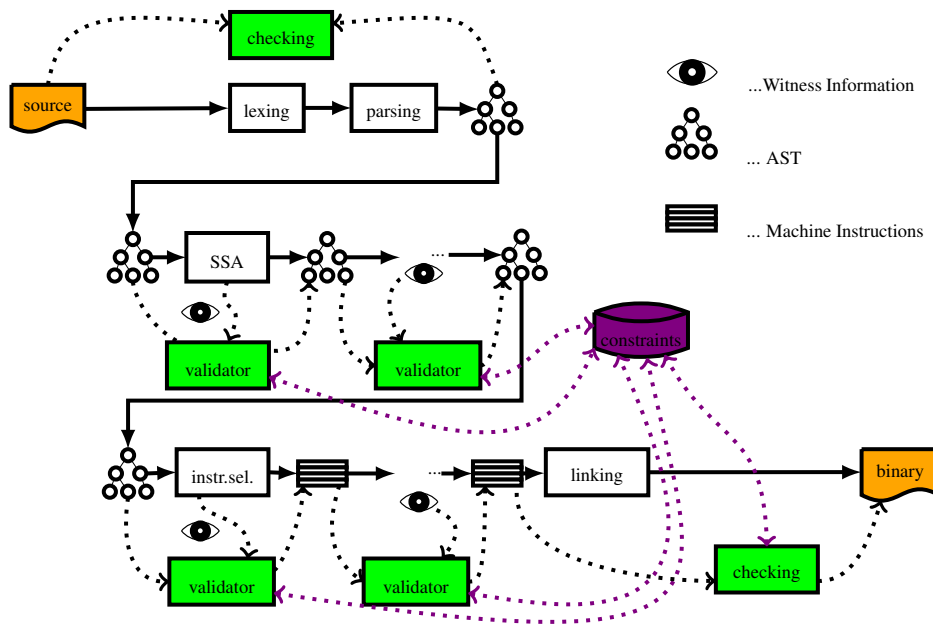 checking
source
lexing
parsing
...Witness Information
... AST
... Machine Instructions
SSA
...
constraints
validator
validator
instr.sel.
...
linking
binary
validator
validator
checking